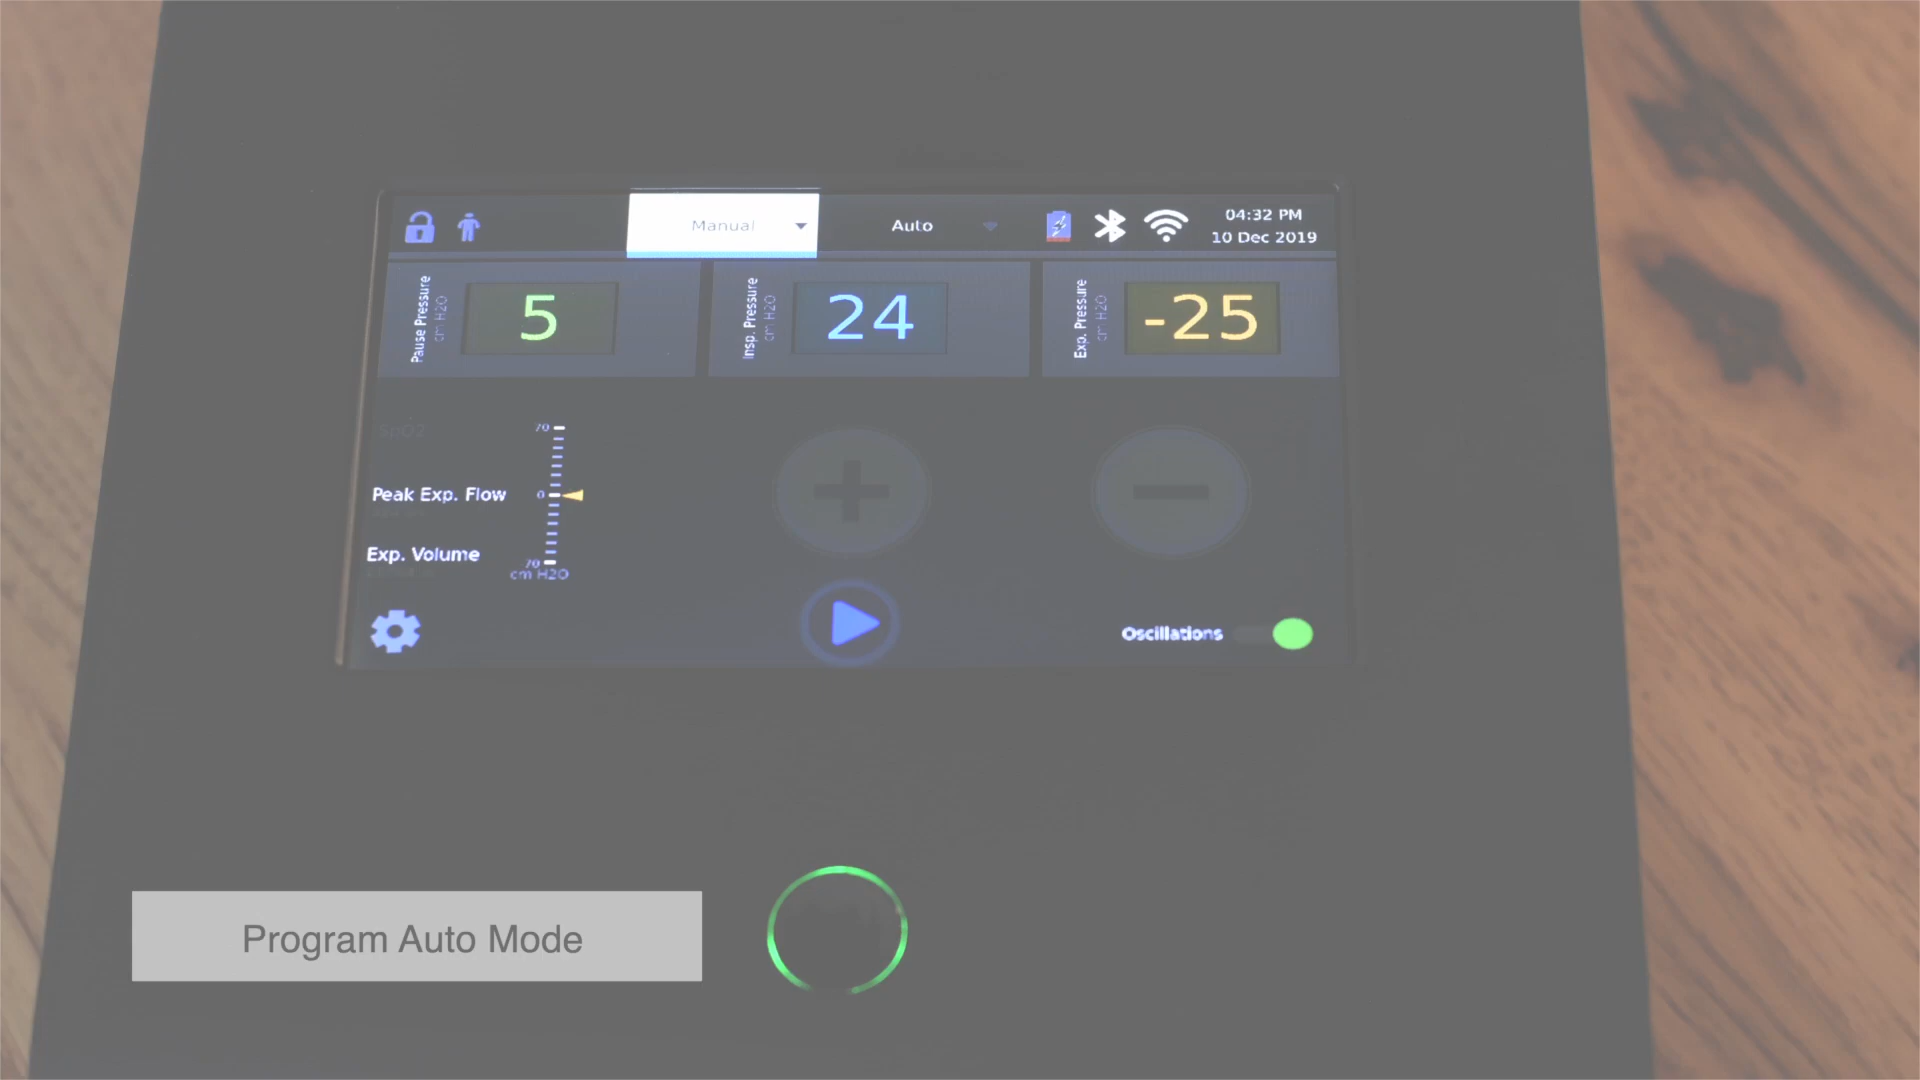 Manual
Auto
04:32 PM
10 Dec 2019
Pause Pressure
cm H2O
5
Insp. Pressure
cm H2O
24
Exp. Pressure
cm H2O
-25
SpO2
70
Peak Exp. Flow
0
Exp. Volume
-70
cm H2O
Oscillations
Program Auto Mode